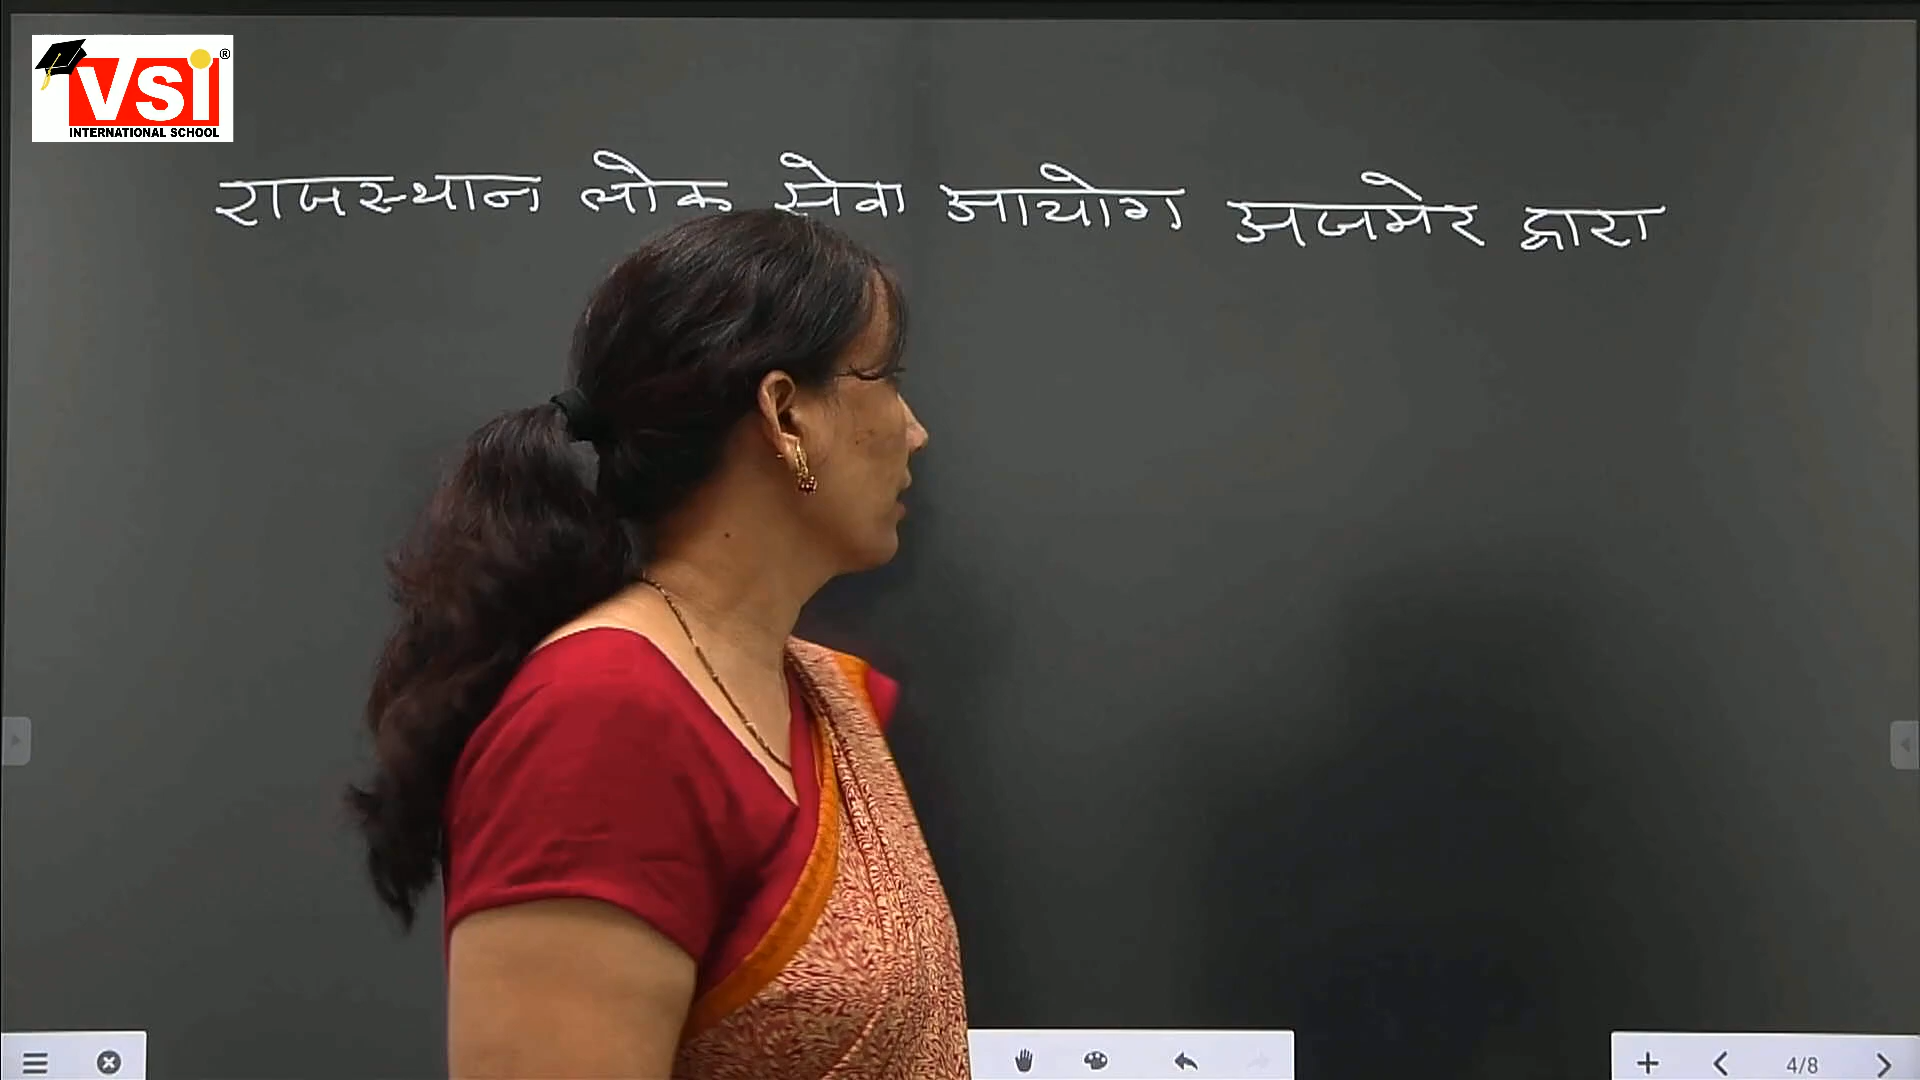 vsi®
INTERNATIONAL SCHOOL
राजस्थान लोक सेवा आयोग अजमेर द्वारा
4/8